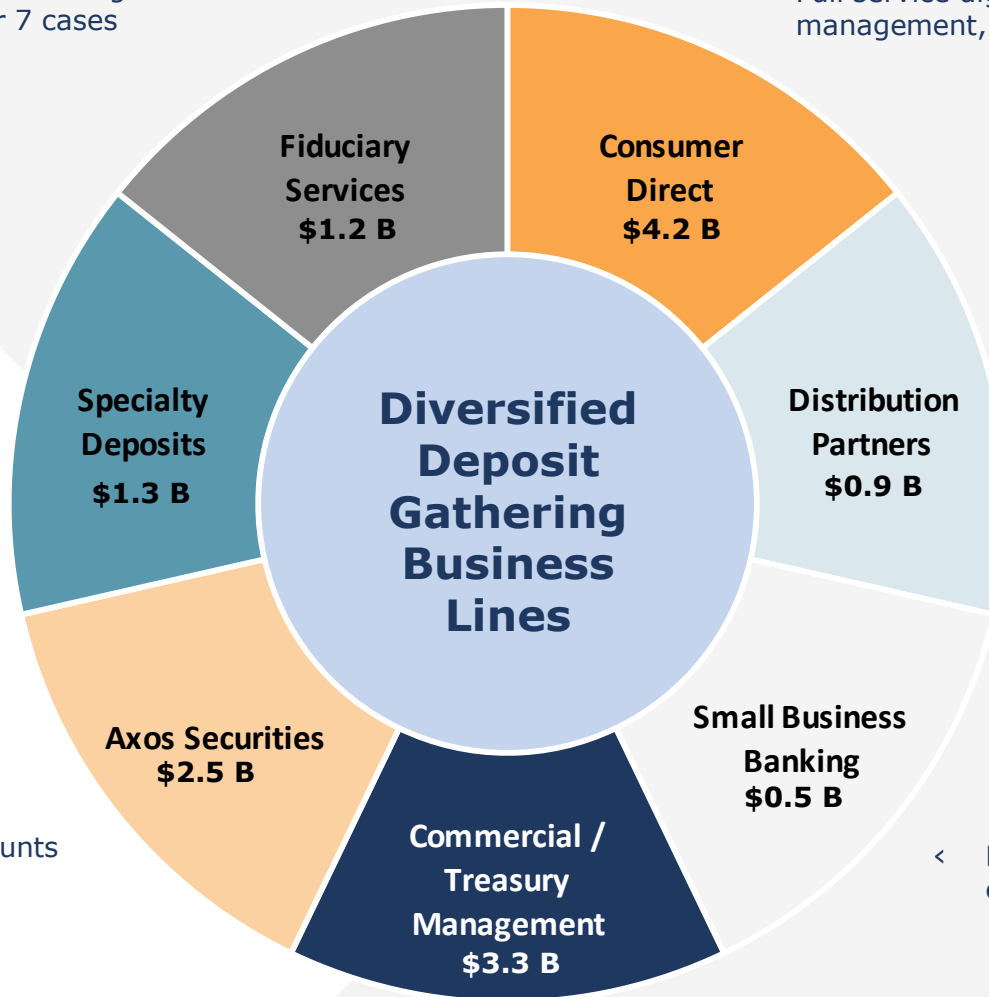 r 7 cases
management,
Fiduciary
Services
$1.2 B
Consumer
Direct
$4.2 B
Specialty
Deposits
$1.3 B
Diversified
Deposit
Gathering
Business
Lines
Distribution
Partners
$0.9 B
Axos Securities
$2.5 B
Small Business
Banking
$0.5 B
Commercial /
Treasury
Management
$3.3 B
unts
‹